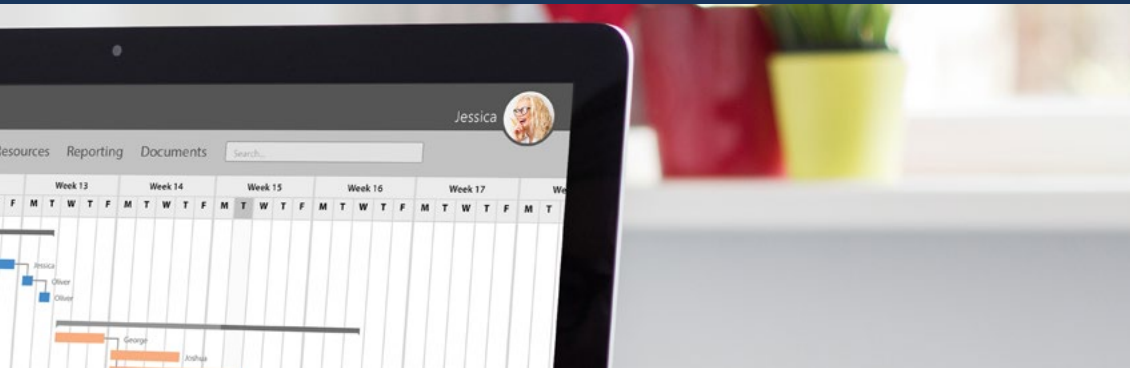 Jessica
Resources Reporting Documents Search...
Week 13 Week 14 Week 15 Week 16 Week 17 We
F M T W T F M T W T F M T W T F M T W T F M T W T F M T
Jessica
Oliver
Oliver
George
Joshua